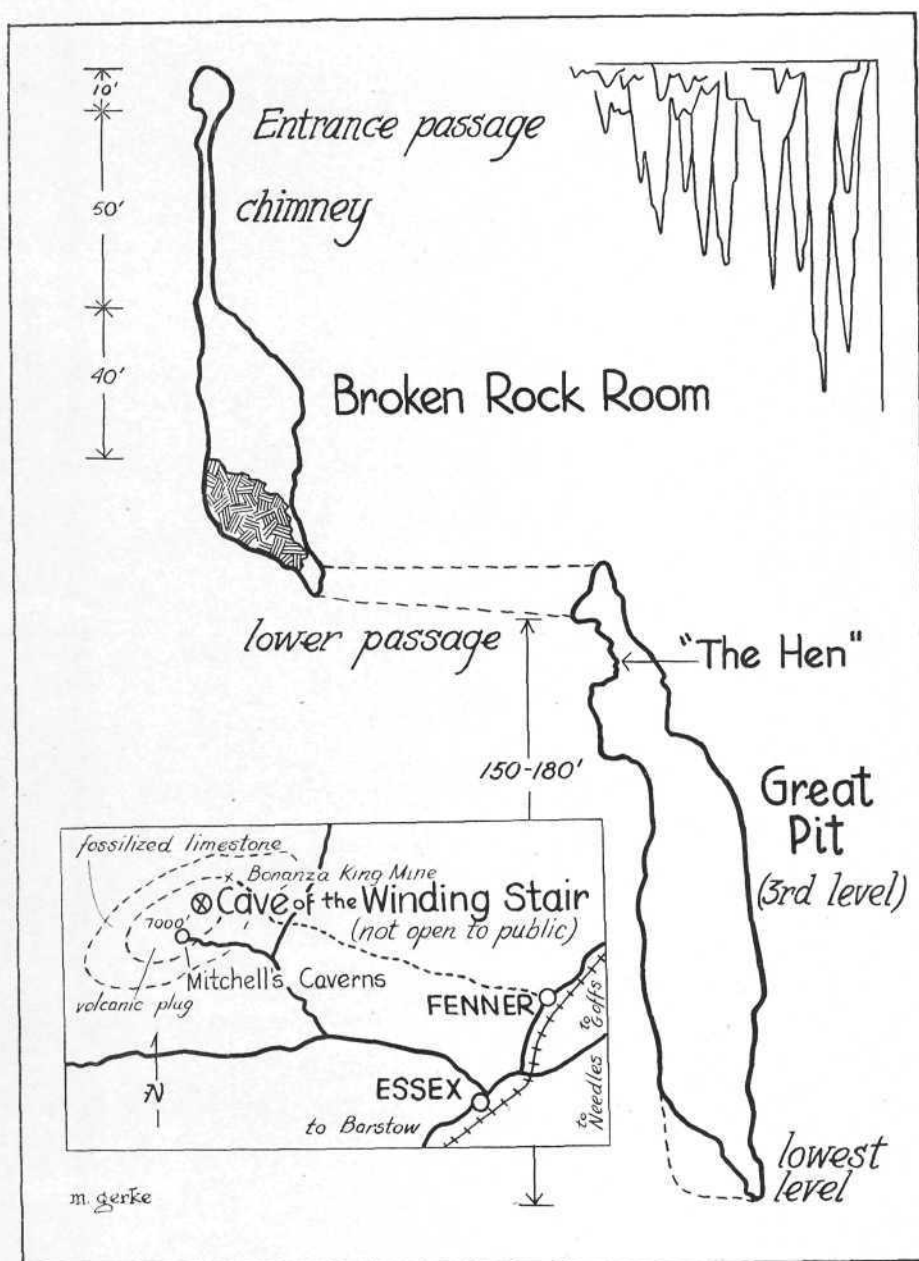 10'
Entrance passage
50'
chimney
40'
Broken Rock Room
lower passage
"The Hen"
150-180'
Great
Pit
(3rd level)
fossilized limestone
Bonanza King Mine
Cave of the Winding Stair
(not open to public)
7000'
Mitchell's Caverns
volcanic plug
FENNER
to Goffs
N
ESSEX
to Barstow
to Needles
lowest
level
m. gerke